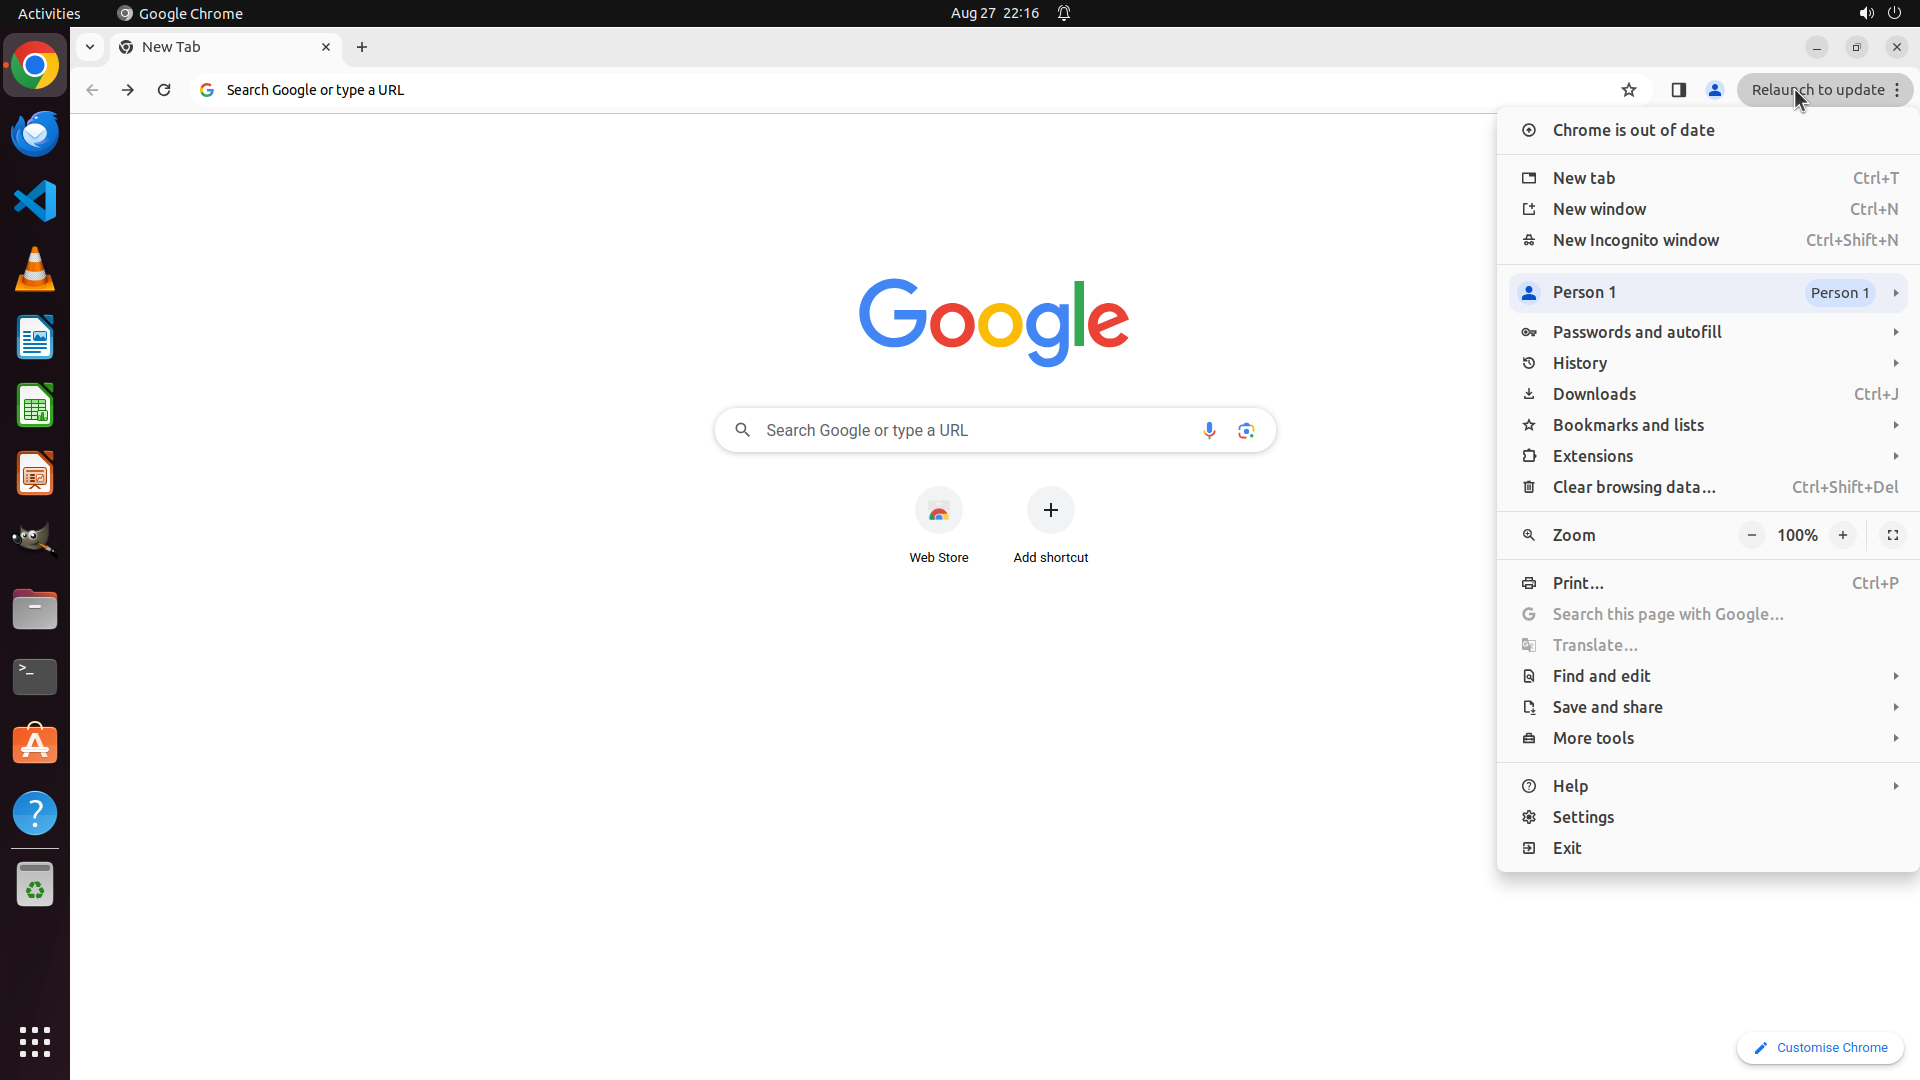 Activities
Google Chrome
Aug 27 22:16
New Tab
Search Google or type a URL
Relaunch to update
Chrome is out of date
New tab Ctrl+T
New window Ctrl+N
New Incognito window Ctrl+Shift+N
Person 1 Person 1
Passwords and autofill
History
Downloads Ctrl+J
Bookmarks and lists
Extensions
Clear browsing data... Ctrl+Shift+Del
Zoom − 100% +
Print... Ctrl+P
Search this page with Google...
Translate...
Find and edit
Save and share
More tools
Help
Settings
Exit
Google
Search Google or type a URL
Web Store
Add shortcut
Customise Chrome